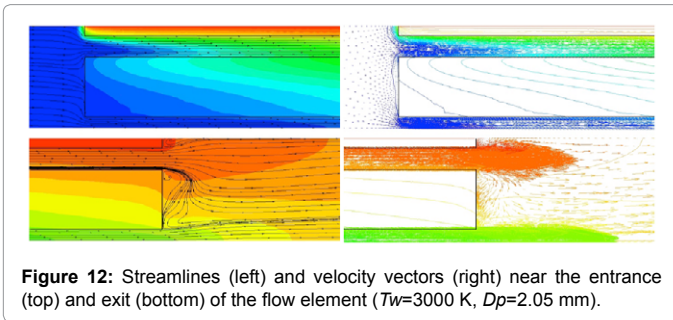 Figure 12: Streamlines (left) and velocity vectors (right) near the entrance
(top) and exit (bottom) of the flow element (Tw=3000 K, Dp=2.05 mm).